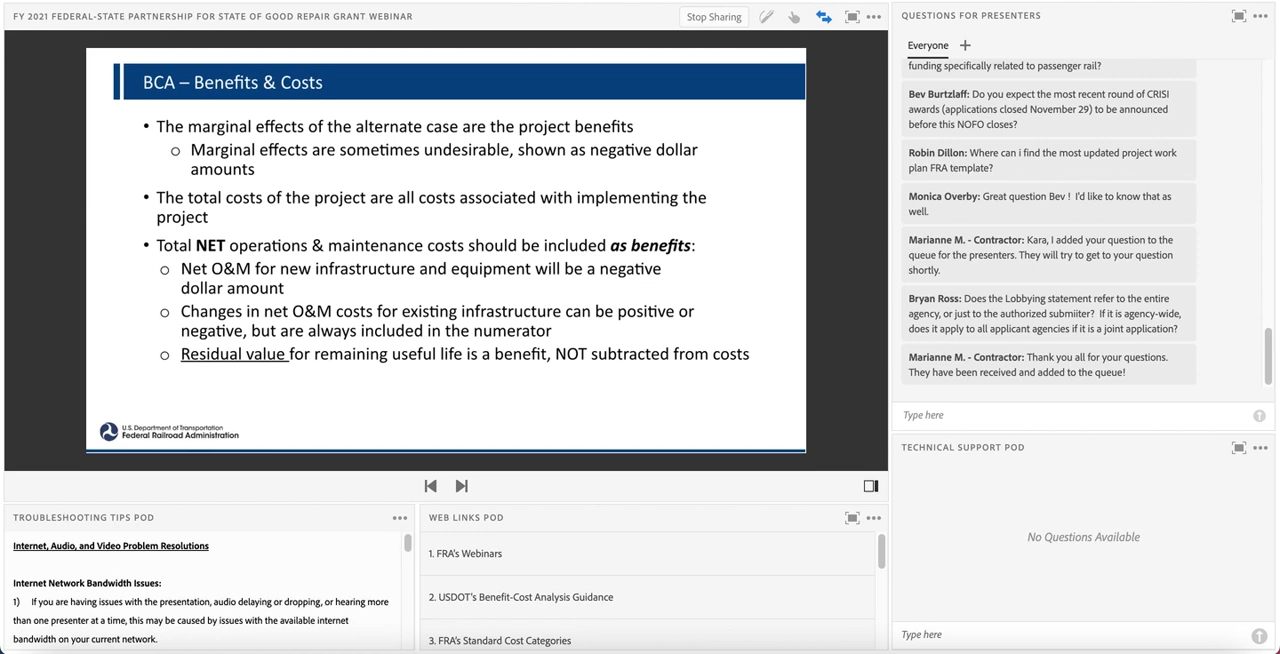 FY 2021 FEDERAL-STATE PARTNERSHIP FOR STATE OF GOOD REPAIR GRANT WEBINAR
Stop Sharing
BCA – Benefits & Costs
• The marginal effects of the alternate case are the project benefits
o Marginal effects are sometimes undesirable, shown as negative dollar
amounts
• The total costs of the project are all costs associated with implementing the
project
• Total NET operations & maintenance costs should be included as benefits:
o Net O&M for new infrastructure and equipment will be a negative
dollar amount
o Changes in net O&M costs for existing infrastructure can be positive or
negative, but are always included in the numerator
o Residual value for remaining useful life is a benefit, NOT subtracted from costs
U.S. Department of Transportation
Federal Railroad Administration
TROUBLESHOOTING TIPS POD
Internet, Audio, and Video Problem Resolutions
Internet Network Bandwidth Issues:
1) If you are having issues with the presentation, audio delaying or dropping, or hearing more
than one presenter at a time, this may be caused by issues with the available internet
bandwidth on your current network.
WEB LINKS POD
1. FRA's Webinars
2. USDOT's Benefit-Cost Analysis Guidance
3. FRA's Standard Cost Categories
QUESTIONS FOR PRESENTERS
Everyone
funding specifically related to passenger rail?
Bev Burtzlaff: Do you expect the most recent round of CRISI
awards (applications closed November 29) to be announced
before this NOFO closes?
Robin Dillon: Where can i find the most updated project work
plan FRA template?
Monica Overby: Great question Bev ! I'd like to know that as
well.
Marianne M. - Contractor: Kara, I added your question to the
queue for the presenters. They will try to get to your question
shortly.
Bryan Ross: Does the Lobbying statement refer to the entire
agency, or just to the authorized submiiter? If it is agency-wide,
does it apply to all applicant agencies if it is a joint application?
Marianne M. - Contractor: Thank you all for your questions.
They have been received and added to the queue!
Type here
TECHNICAL SUPPORT POD
No Questions Available
Type here